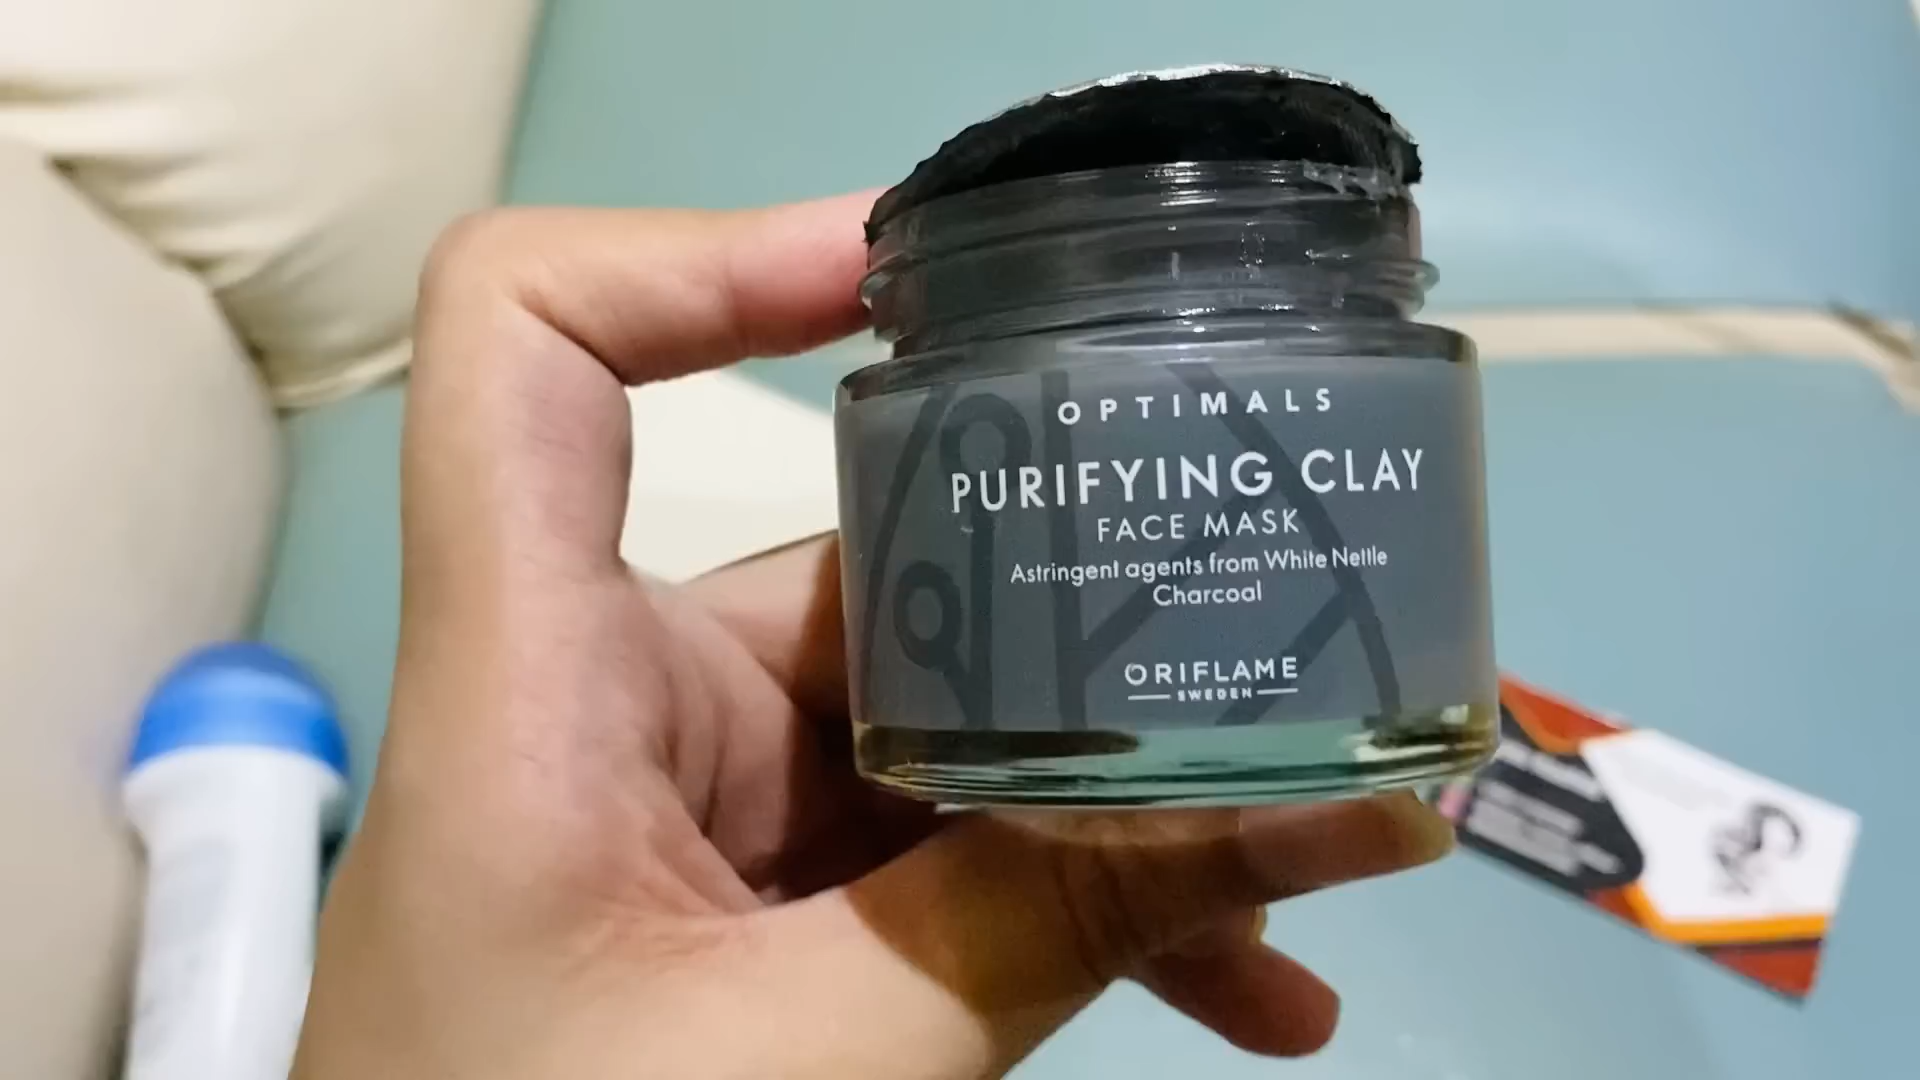 OPTIMALS
PURIFYING CLAY
FACE MASK
Astringent agents from White Nettle
Charcoal
ORIFLAME
SWEDEN